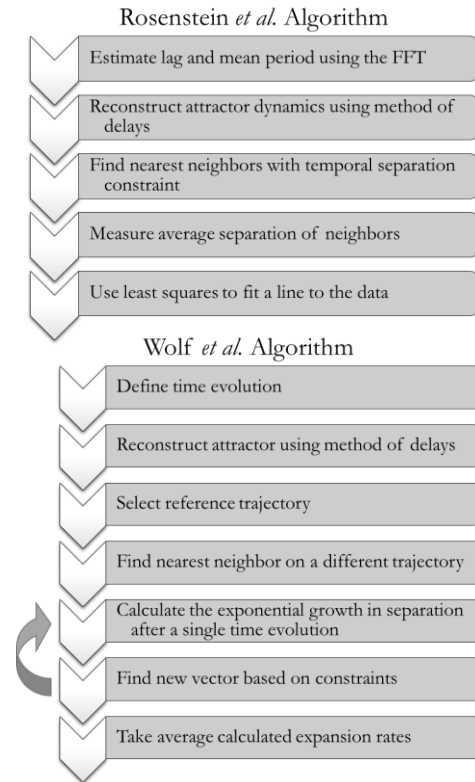 Rosenstein et al. Algorithm
Estimate lag and mean period using the FFT
Reconstruct attractor dynamics using method of
delays
Find nearest neighbors with temporal separation
constraint
Measure average separation of neighbors
Use least squares to fit a line to the data
Wolf et al. Algorithm
Define time evolution
Reconstruct attractor using method of delays
Select reference trajectory
Find nearest neighbor on a different trajectory
Calculate the exponential growth in separation
after a single time evolution
Find new vector based on constraints
Take average calculated expansion rates